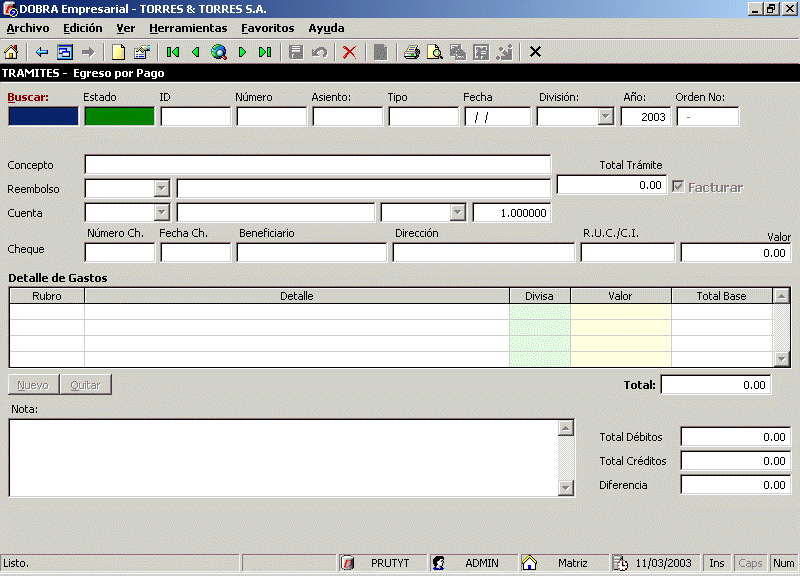 DOBRA Empresarial - TORRES & TORRES S.A.
Archivo Edición Ver Herramientas Favoritos Ayuda
TRAMITES - Egreso por Pago
Buscar: Estado ID Número Asiento: Tipo Fecha División: Año: Orden No:
/ / 2003 -
Concepto Total Trámite
Reembolso 0.00 Facturar
Cuenta 1.000000
Número Ch. Fecha Ch. Beneficiario Dirección R.U.C./C.I. Valor
Cheque 0.00
Detalle de Gastos
Rubro Detalle Divisa Valor Total Base
Nuevo Quitar Total: 0.00
Nota:
Total Débitos 0.00
Total Créditos 0.00
Diferencia 0.00
Listo. PRUTYT ADMIN Matriz 11/03/2003 Ins Caps Num